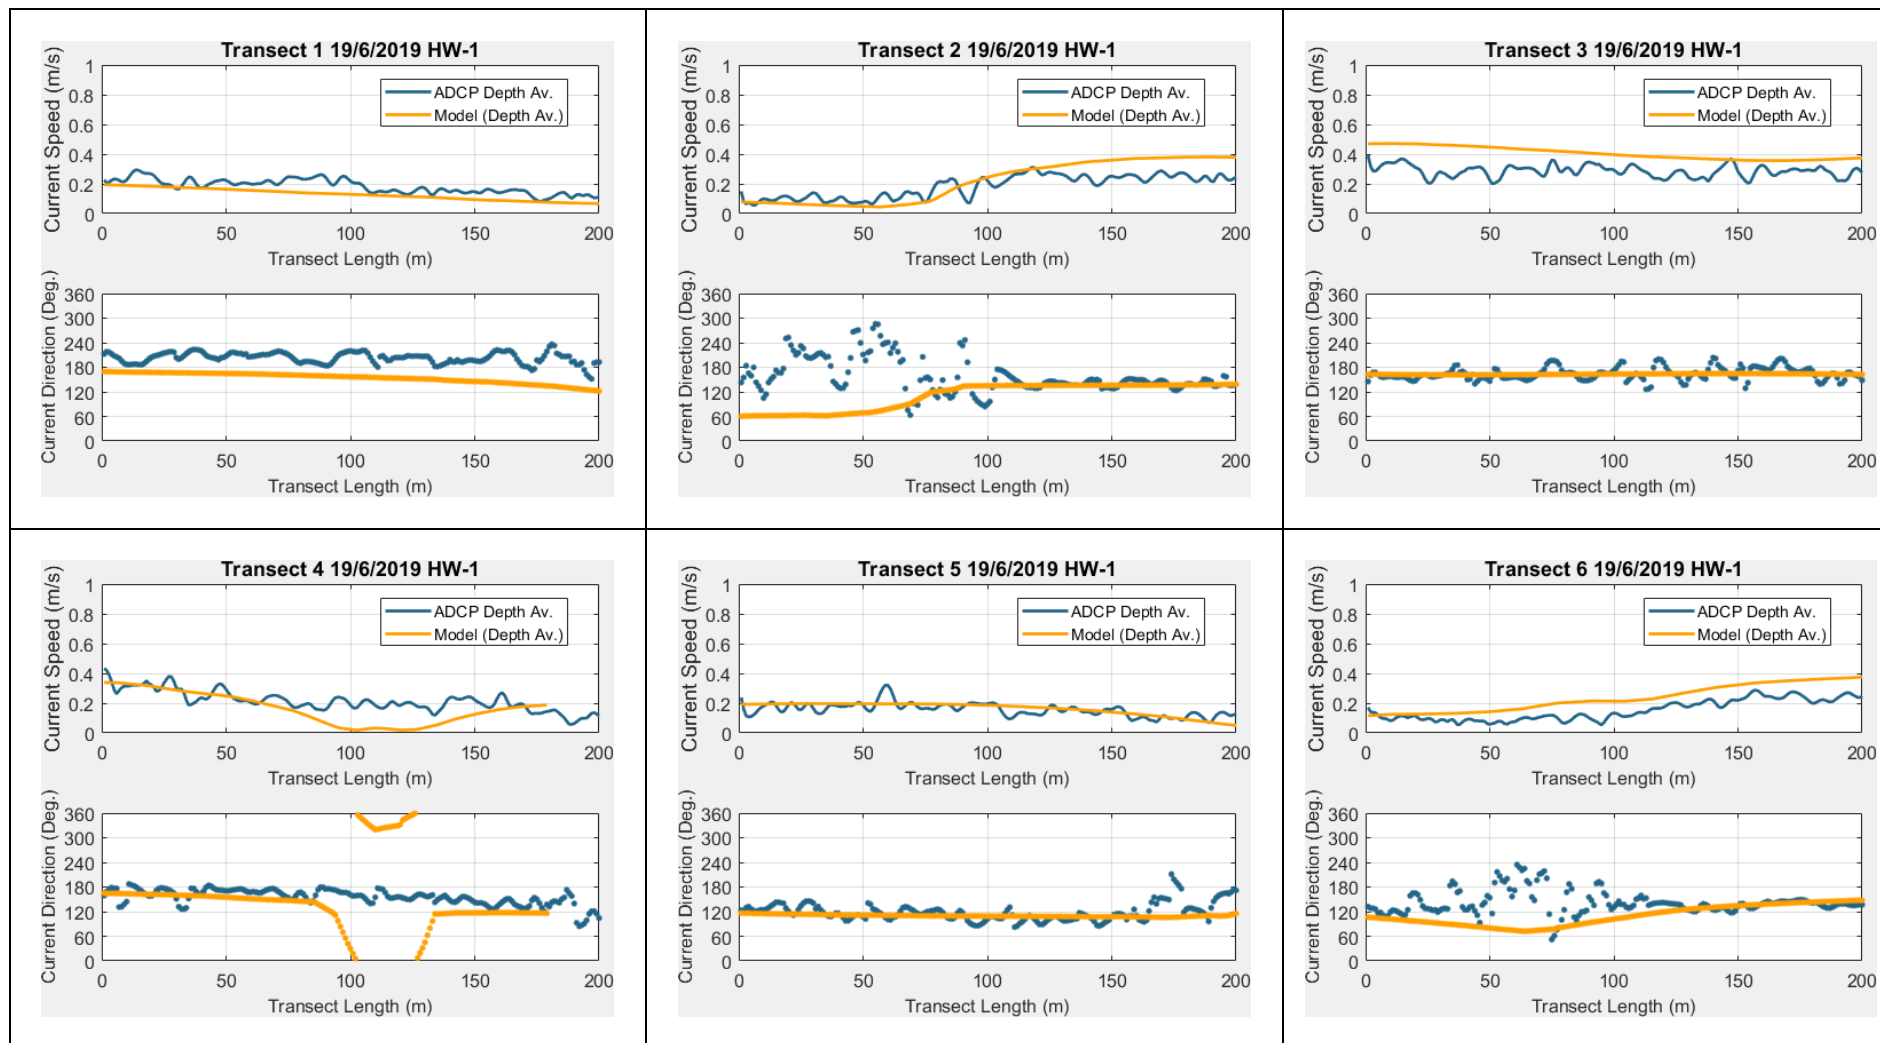 Transect 1 19/6/2019 HW-1
Current Speed (m/s)
1
0.8
0.6
0.4
0.2
0
ADCP Depth Av.
Model (Depth Av.)
0 50 100 150 200
Transect Length (m)
Current Direction (Deg.)
360
300
240
180
120
60
0
0 50 100 150 200
Transect Length (m)
Transect 2 19/6/2019 HW-1
Current Speed (m/s)
1
0.8
0.6
0.4
0.2
0
ADCP Depth Av.
Model (Depth Av.)
0 50 100 150 200
Transect Length (m)
Current Direction (Deg.)
360
300
240
180
120
60
0
0 50 100 150 200
Transect Length (m)
Transect 3 19/6/2019 HW-1
Current Speed (m/s)
1
0.8
0.6
0.4
0.2
0
ADCP Depth Av.
Model (Depth Av.)
0 50 100 150 200
Transect Length (m)
Current Direction (Deg.)
360
300
240
180
120
60
0
0 50 100 150 200
Transect Length (m)
Transect 4 19/6/2019 HW-1
Current Speed (m/s)
1
0.8
0.6
0.4
0.2
0
ADCP Depth Av.
Model (Depth Av.)
0 50 100 150 200
Transect Length (m)
Current Direction (Deg.)
360
300
240
180
120
60
0
0 50 100 150 200
Transect Length (m)
Transect 5 19/6/2019 HW-1
Current Speed (m/s)
1
0.8
0.6
0.4
0.2
0
ADCP Depth Av.
Model (Depth Av.)
0 50 100 150 200
Transect Length (m)
Current Direction (Deg.)
360
300
240
180
120
60
0
0 50 100 150 200
Transect Length (m)
Transect 6 19/6/2019 HW-1
Current Speed (m/s)
1
0.8
0.6
0.4
0.2
0
ADCP Depth Av.
Model (Depth Av.)
0 50 100 150 200
Transect Length (m)
Current Direction (Deg.)
360
300
240
180
120
60
0
0 50 100 150 200
Transect Length (m)